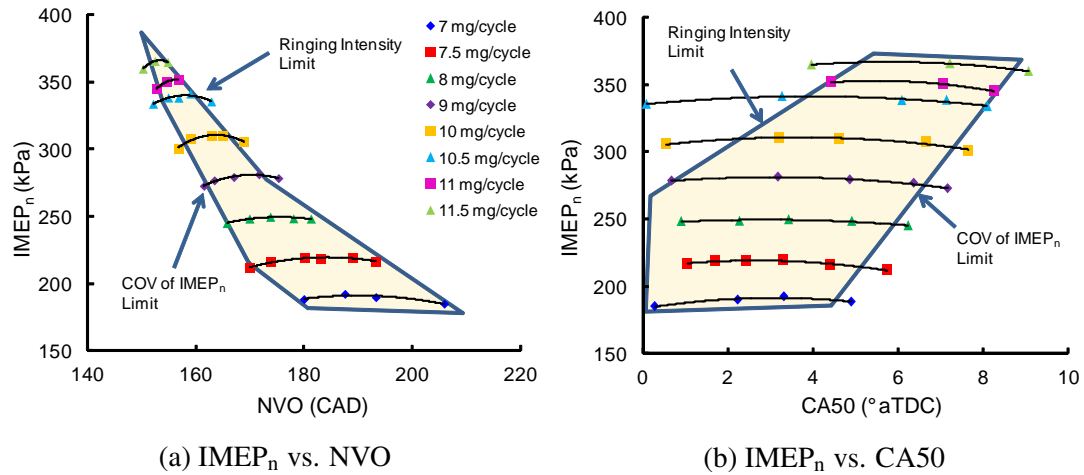 400
350
300
250
200
150
IMEPn (kPa)
140
160
180
200
220
NVO (CAD)
Ringing Intensity
Limit
COV of IMEPn
Limit
7 mg/cycle
7.5 mg/cycle
8 mg/cycle
9 mg/cycle
10 mg/cycle
10.5 mg/cycle
11 mg/cycle
11.5 mg/cycle
(a) IMEPn vs. NVO
400
350
300
250
200
150
IMEPn (kPa)
0
2
4
6
8
10
CA50 (°aTDC)
Ringing Intensity
Limit
COV of IMEPn
Limit
(b) IMEPn vs. CA50